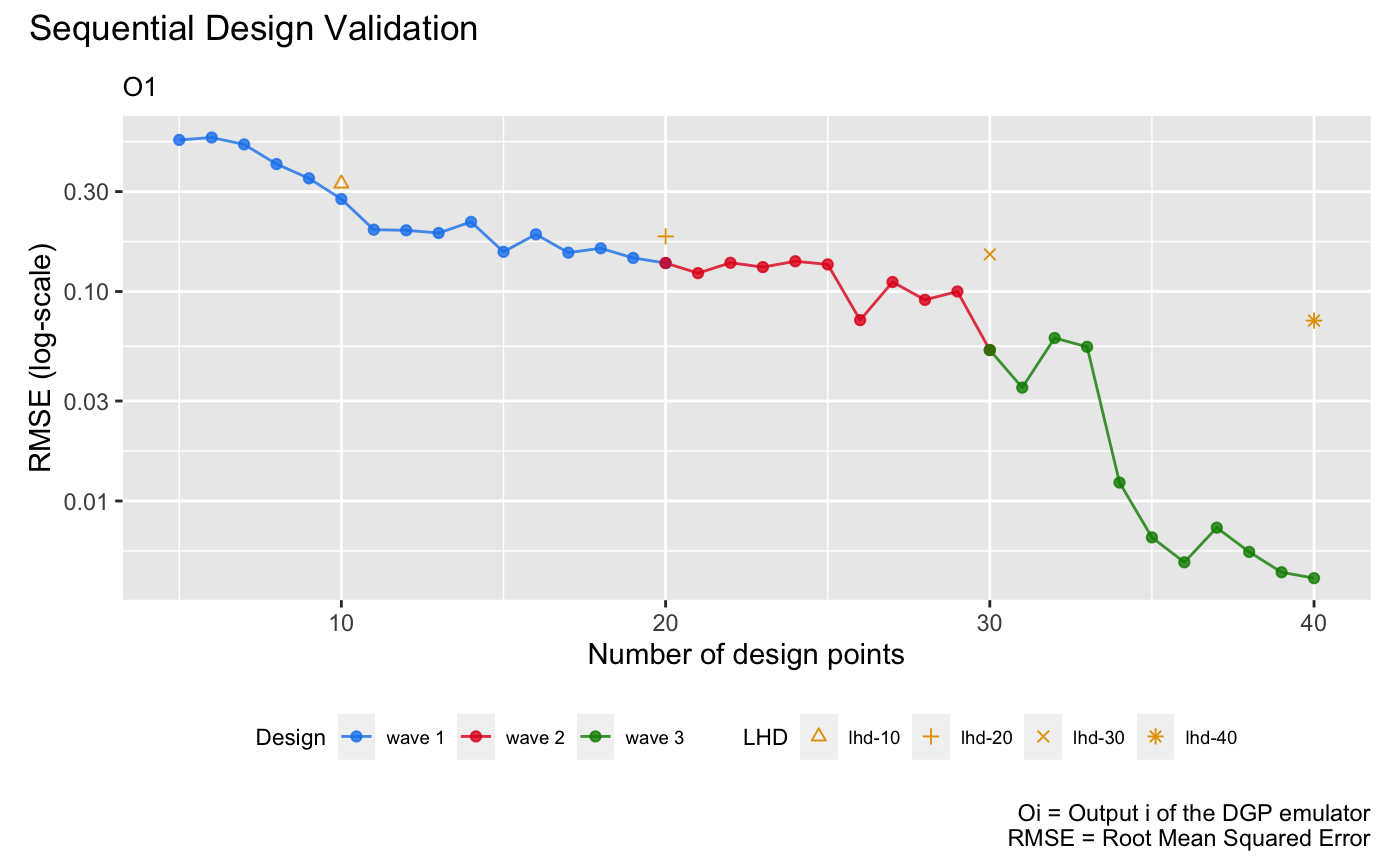 Sequential Design Validation
O1
RMSE (log-scale)
0.30
0.10
0.03
0.01
10 20 30 40
Number of design points
Design wave 1 wave 2 wave 3 LHD lhd-10 lhd-20 lhd-30 lhd-40
Oi = Output i of the DGP emulator
RMSE = Root Mean Squared Error